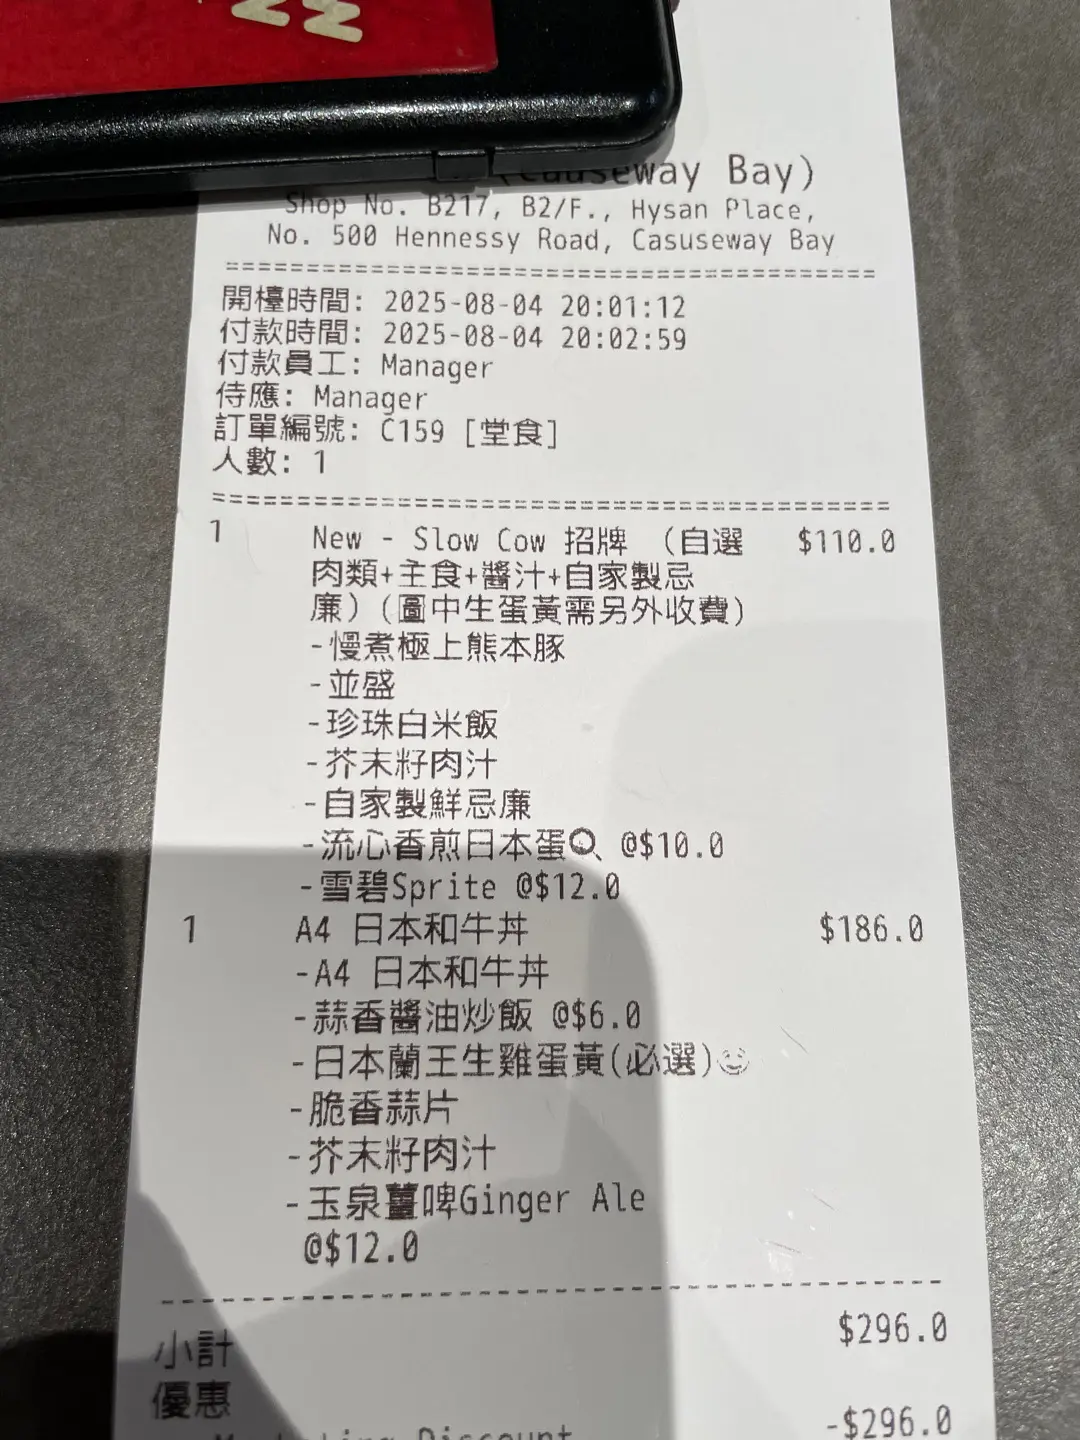 (Causeway Bay)
Shop No. B217, B2/F., Hysan Place,
No. 500 Hennessy Road, Casuseway Bay
========================================
開檯時間: 2025-08-04 20:01:12
付款時間: 2025-08-04 20:02:59
付款員工: Manager
侍應: Manager
訂單編號: C159 [堂食]
人數: 1
========================================
1 New - Slow Cow 招牌 (自選 $110.0
肉類+主食+醬汁+自家製忌
廉)(圖中生蛋黃需另外收費)
-慢煮極上熊本豚
-並盛
-珍珠白米飯
-芥末籽肉汁
-自家製鮮忌廉
-流心香煎日本蛋🔍 @$10.0
-雪碧Sprite @$12.0
1 A4 日本和牛丼 $186.0
-A4 日本和牛丼
-蒜香醬油炒飯 @$6.0
-日本蘭王生雞蛋黃(必選)☺
-脆香蒜片
-芥末籽肉汁
-玉泉薑啤Ginger Ale
@$12.0
----------------------------------------
小計 $296.0
優惠
Marketing Discount -$296.0